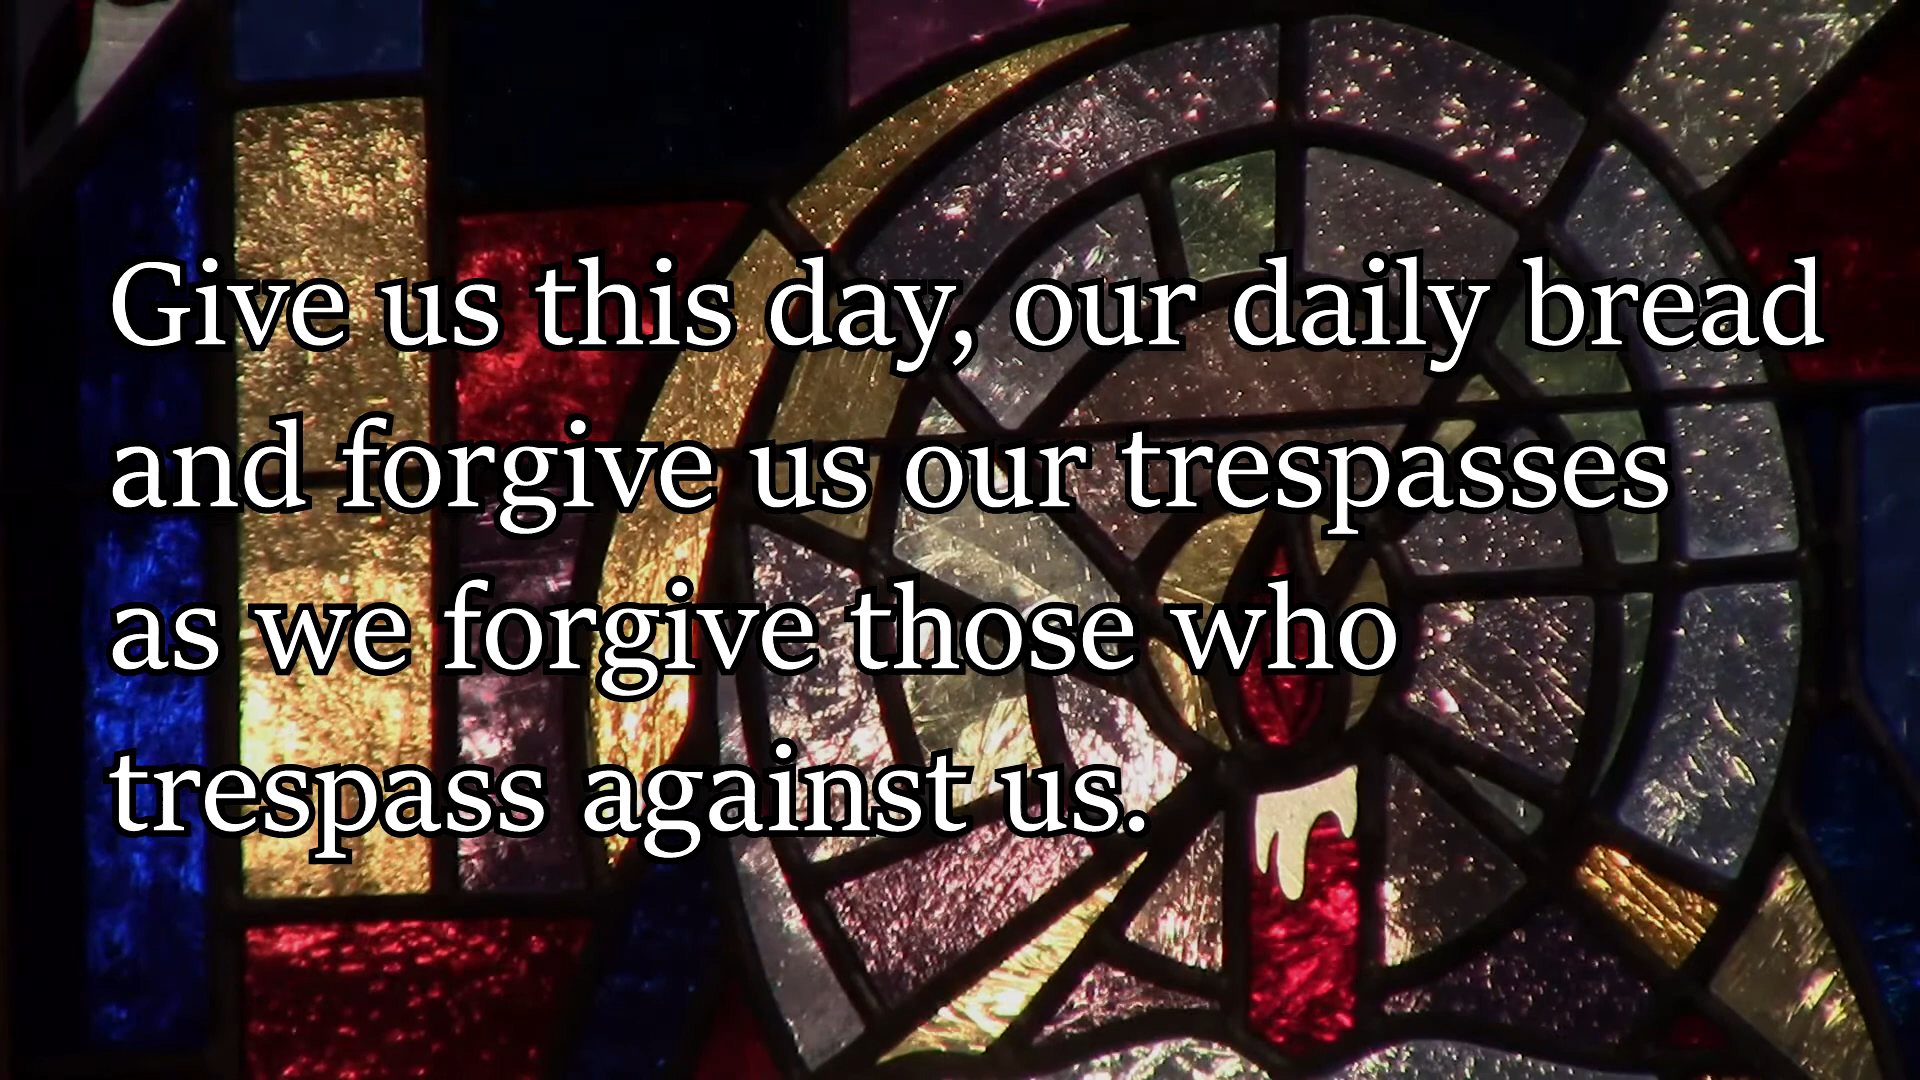 Give us this day, our daily bread
and forgive us our trespasses
as we forgive those who
trespass against us.